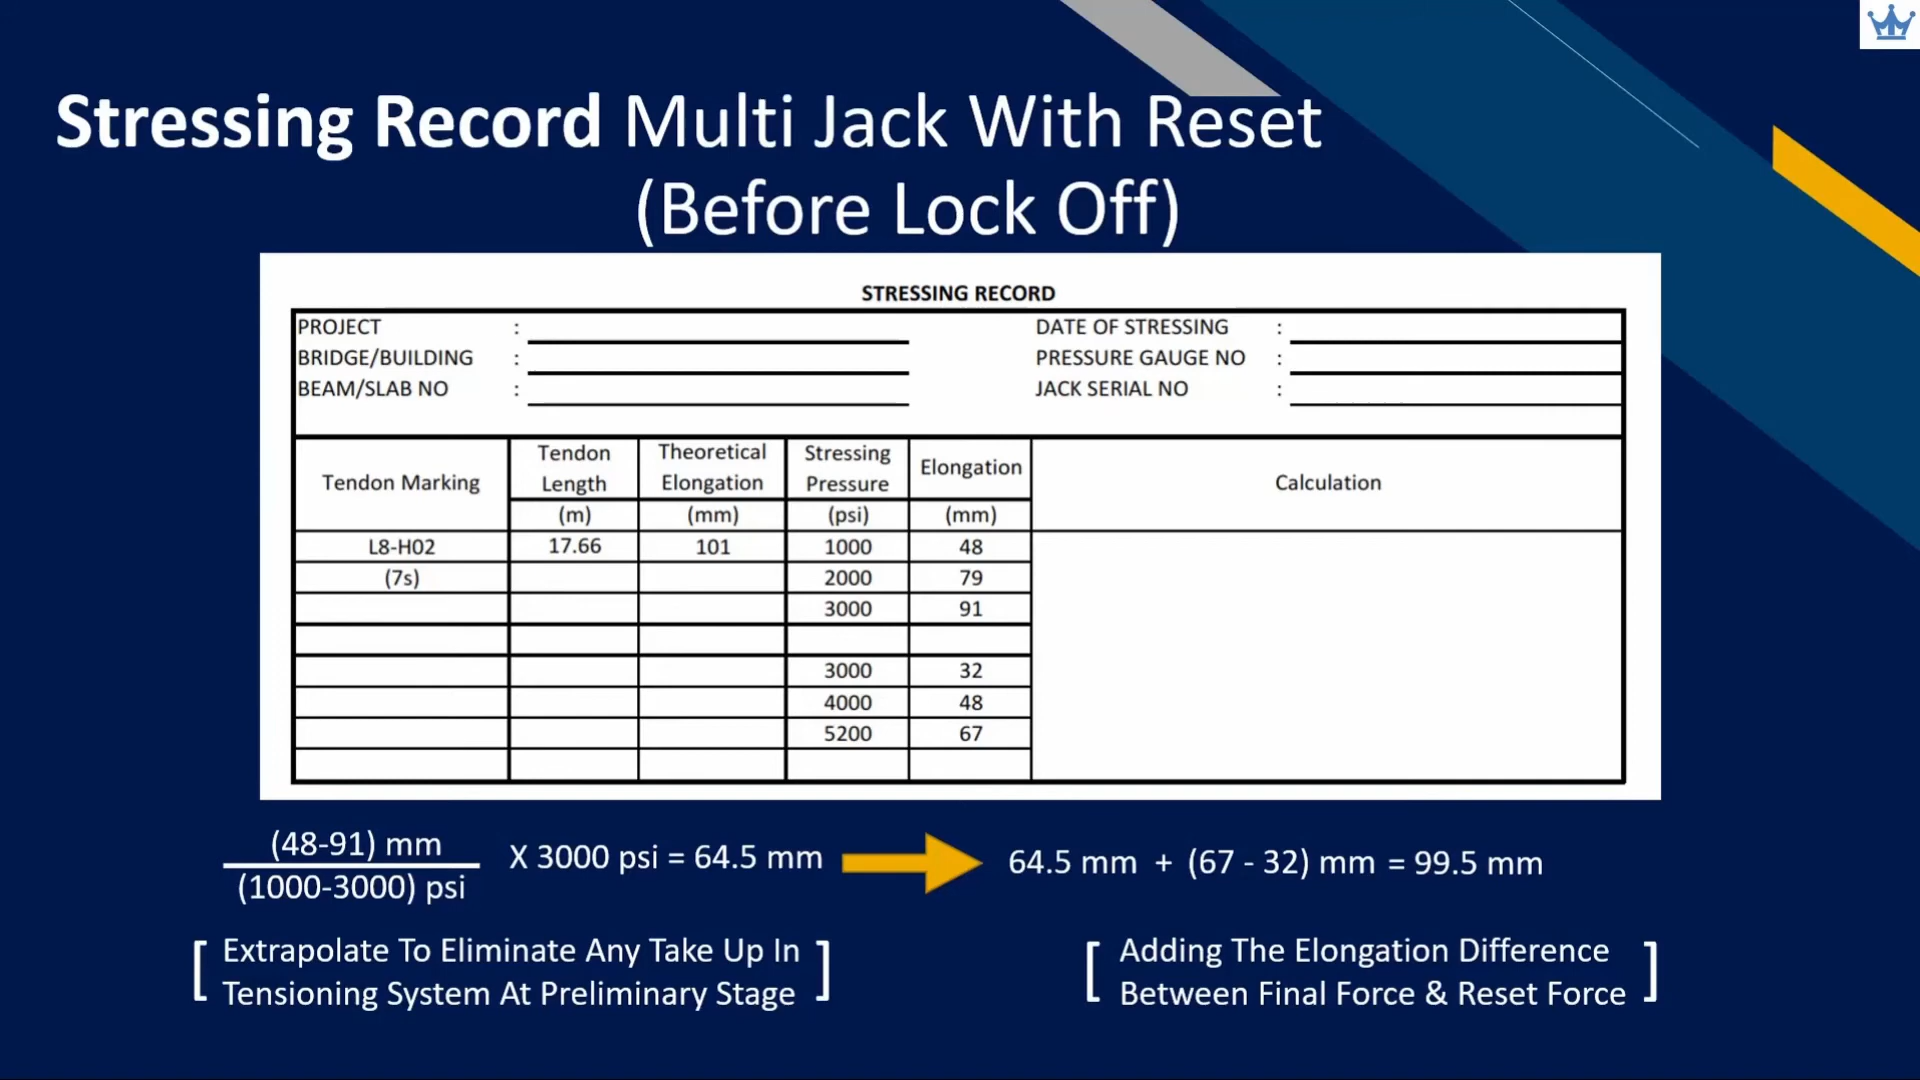 Stressing Record Multi Jack With Reset
(Before Lock Off)
STRESSING RECORD
PROJECT : DATE OF STRESSING :
BRIDGE/BUILDING : PRESSURE GAUGE NO :
BEAM/SLAB NO : JACK SERIAL NO :
Tendon Marking Tendon Length Theoretical Elongation Stressing Pressure Elongation Calculation
(m) (mm) (psi) (mm)
L8-H02 17.66 101 1000 48
(7s) 2000 79
3000 91
3000 32
4000 48
5200 67
(48-91) mm
(1000-3000) psi
X 3000 psi = 64.5 mm
64.5 mm + (67 - 32) mm = 99.5 mm
[ Extrapolate To Eliminate Any Take Up In
Tensioning System At Preliminary Stage ]
[ Adding The Elongation Difference
Between Final Force & Reset Force ]